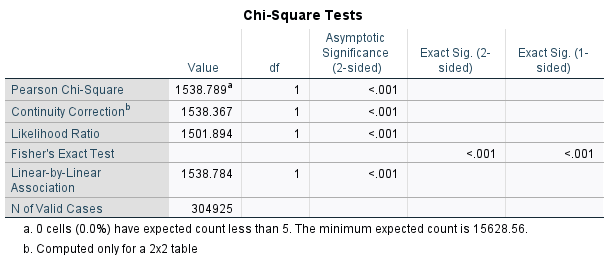 Chi-Square Tests
Value df Asymptotic Significance (2-sided) Exact Sig. (2-sided) Exact Sig. (1-sided)
Pearson Chi-Square 1538.789a 1 <.001
Continuity Correctionb 1538.367 1 <.001
Likelihood Ratio 1501.894 1 <.001
Fisher's Exact Test <.001 <.001
Linear-by-Linear Association 1538.784 1 <.001
N of Valid Cases 304925
a. 0 cells (0.0%) have expected count less than 5. The minimum expected count is 15628.56.
b. Computed only for a 2x2 table